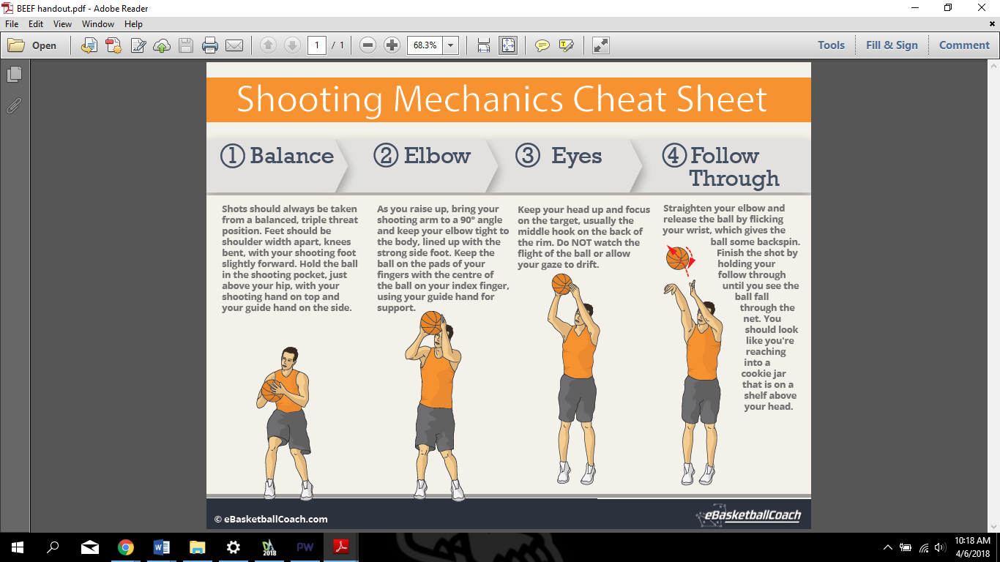 BEEF handout.pdf - Adobe Reader
File Edit View Window Help
Open
1 / 1
68.3%
Tools
Fill & Sign
Comment
Shooting Mechanics Cheat Sheet
1 Balance
Shots should always be taken
from a balanced, triple threat
position. Feet should be
shoulder width apart, knees
bent, with your shooting foot
slightly forward. Hold the ball
in the shooting pocket, just
above your hip, with your
shooting hand on top and
your guide hand on the side.
2 Elbow
As you raise up, bring your
shooting arm to a 90° angle
and keep your elbow tight to
the body, lined up with the
strong side foot. Keep the
ball on the pads of your
fingers with the centre of
the ball on your index finger,
using your guide hand for
support.
3 Eyes
Keep your head up and focus
on the target, usually the
middle hook on the back of
the rim. Do NOT watch the
flight of the ball or allow
your gaze to drift.
4 Follow
Through
Straighten your elbow and
release the ball by flicking
your wrist, which gives the
ball some backspin.
Finish the shot by
holding your
follow through
until you see the
ball fall
through the
net. You
should look
like you're
reaching
into a
cookie jar
that is on a
shelf above
your head.
© eBasketballCoach.com
eBasketballCoach
2018
PW
10:18 AM
4/6/2018